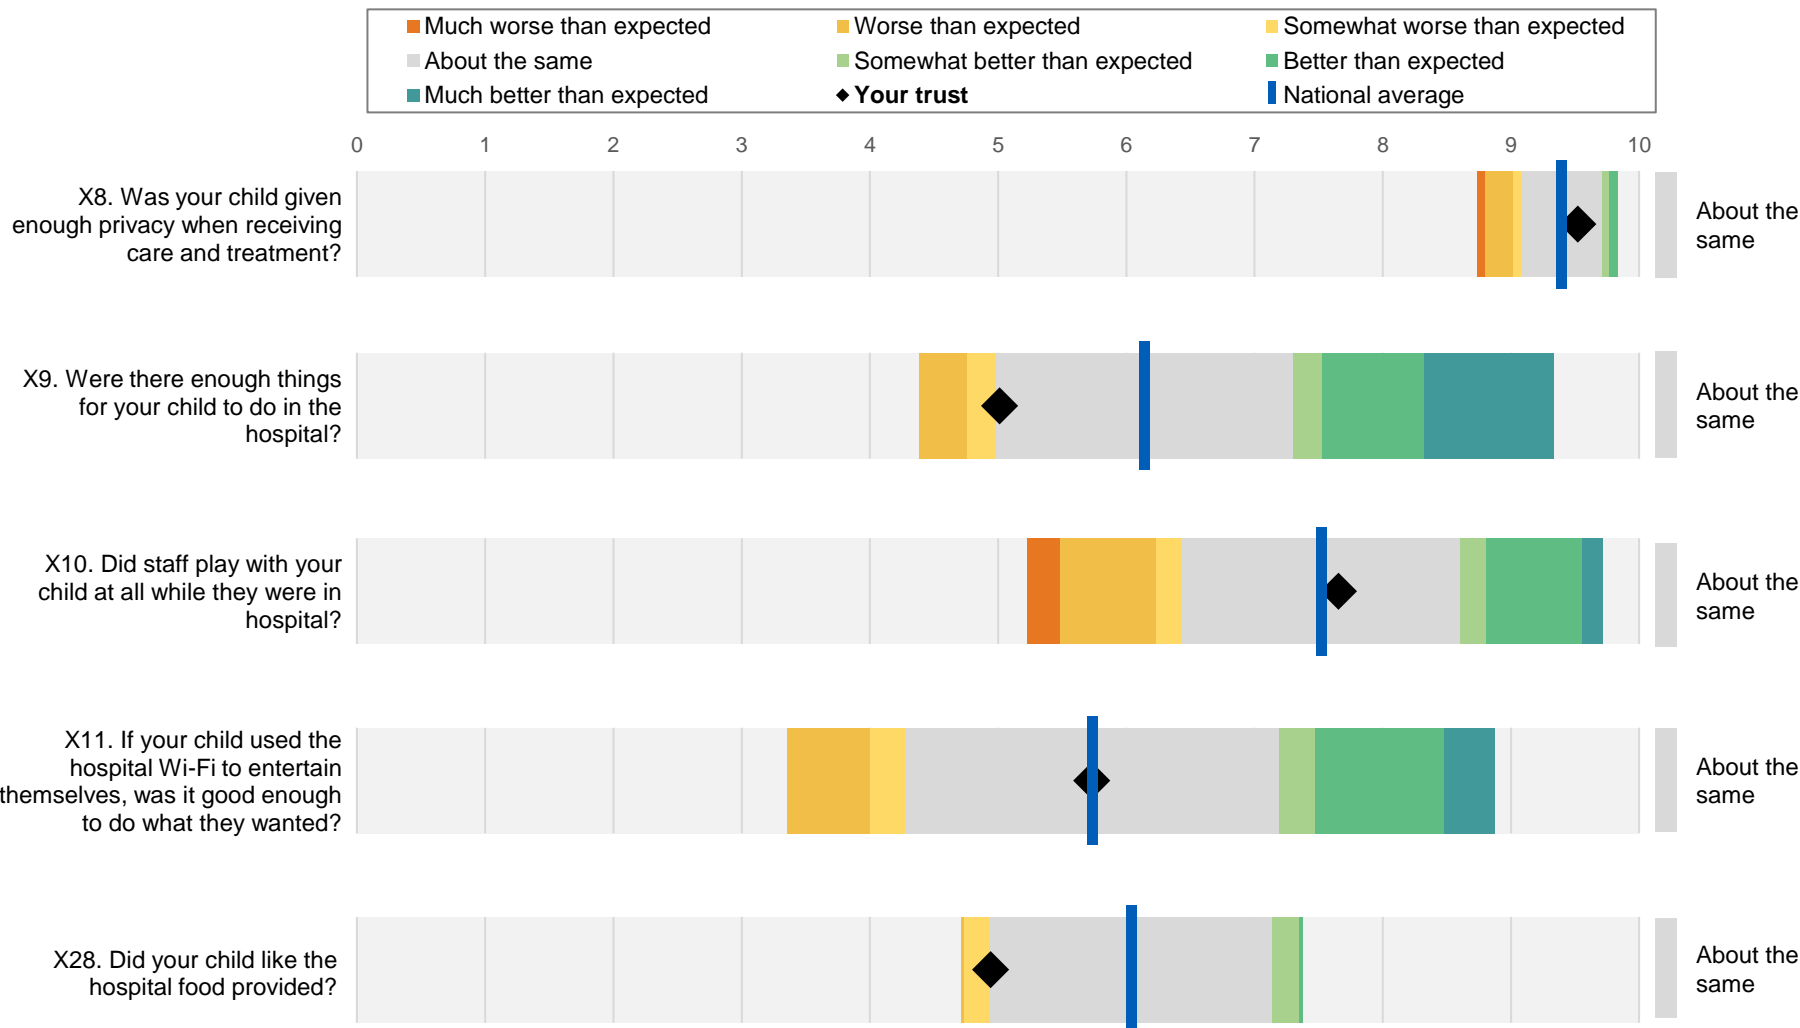 Much worse than expected
Worse than expected
Somewhat worse than expected
About the same
Somewhat better than expected
Better than expected
Much better than expected
Your trust
National average
0 1 2 3 4 5 6 7 8 9 10
X8. Was your child given
enough privacy when receiving
care and treatment?
About the
same
X9. Were there enough things
for your child to do in the
hospital?
About the
same
X10. Did staff play with your
child at all while they were in
hospital?
About the
same
X11. If your child used the
hospital Wi-Fi to entertain
themselves, was it good enough
to do what they wanted?
About the
same
X28. Did your child like the
hospital food provided?
About the
same